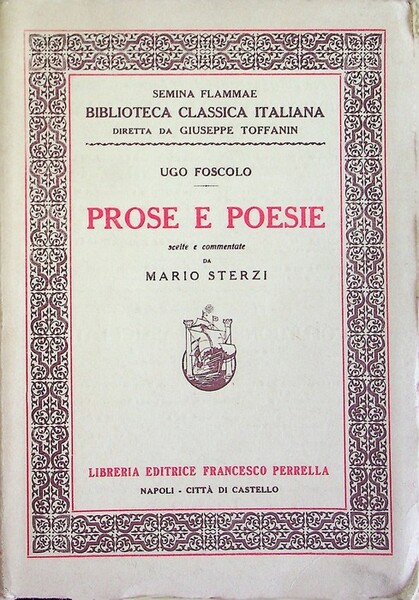 SEMINA FLAMMAE
BIBLIOTECA CLASSICA ITALIANA
DIRETTA DA GIUSEPPE TOFFANIN
UGO FOSCOLO
PROSE E POESIE
scelte e commentate
DA
MARIO STERZI
LIBRERIA EDITRICE FRANCESCO PERRELLA
NAPOLI - CITTÀ DI CASTELLO